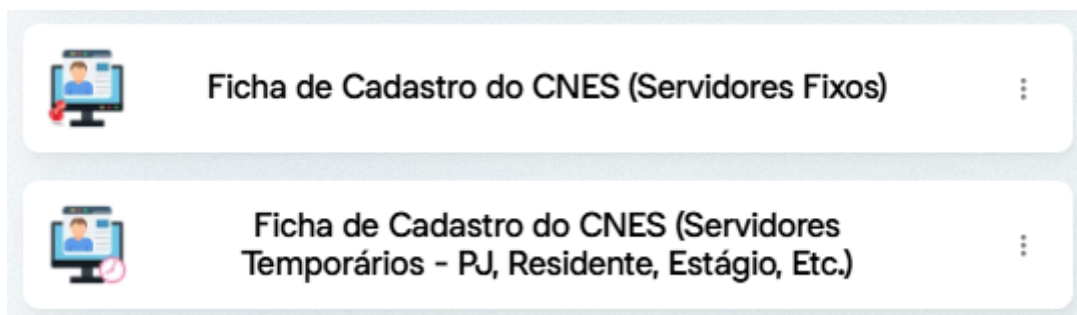 Ficha de Cadastro do CNES (Servidores Fixos)
Ficha de Cadastro do CNES (Servidores
Temporários - PJ, Residente, Estágio, Etc.)